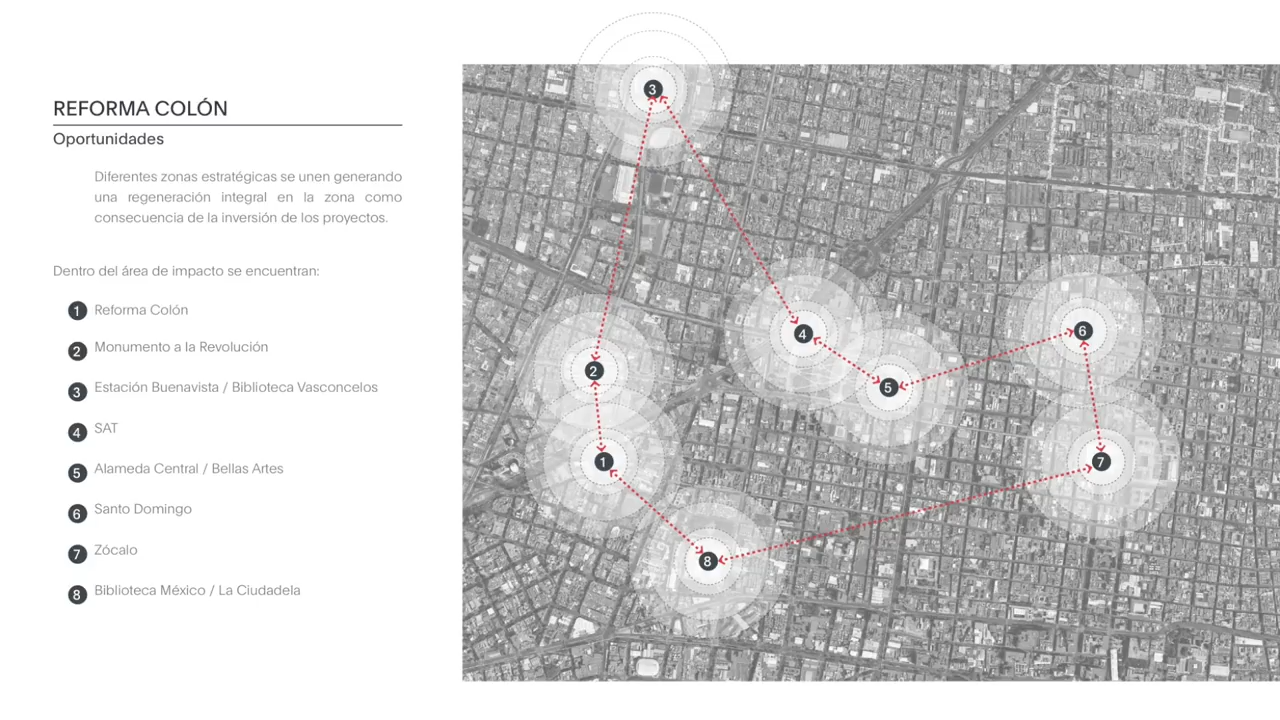 REFORMA COLÓN
Oportunidades
Diferentes zonas estratégicas se unen generando
una regeneración integral en la zona como
consecuencia de la inversión de los proyectos.
Dentro del área de impacto se encuentran:
1 Reforma Colón
2 Monumento a la Revolución
3 Estación Buenavista / Biblioteca Vasconcelos
4 SAT
5 Alameda Central / Bellas Artes
6 Santo Domingo
7 Zócalo
8 Biblioteca México / La Ciudadela
3
4
6
2
5
1
7
8